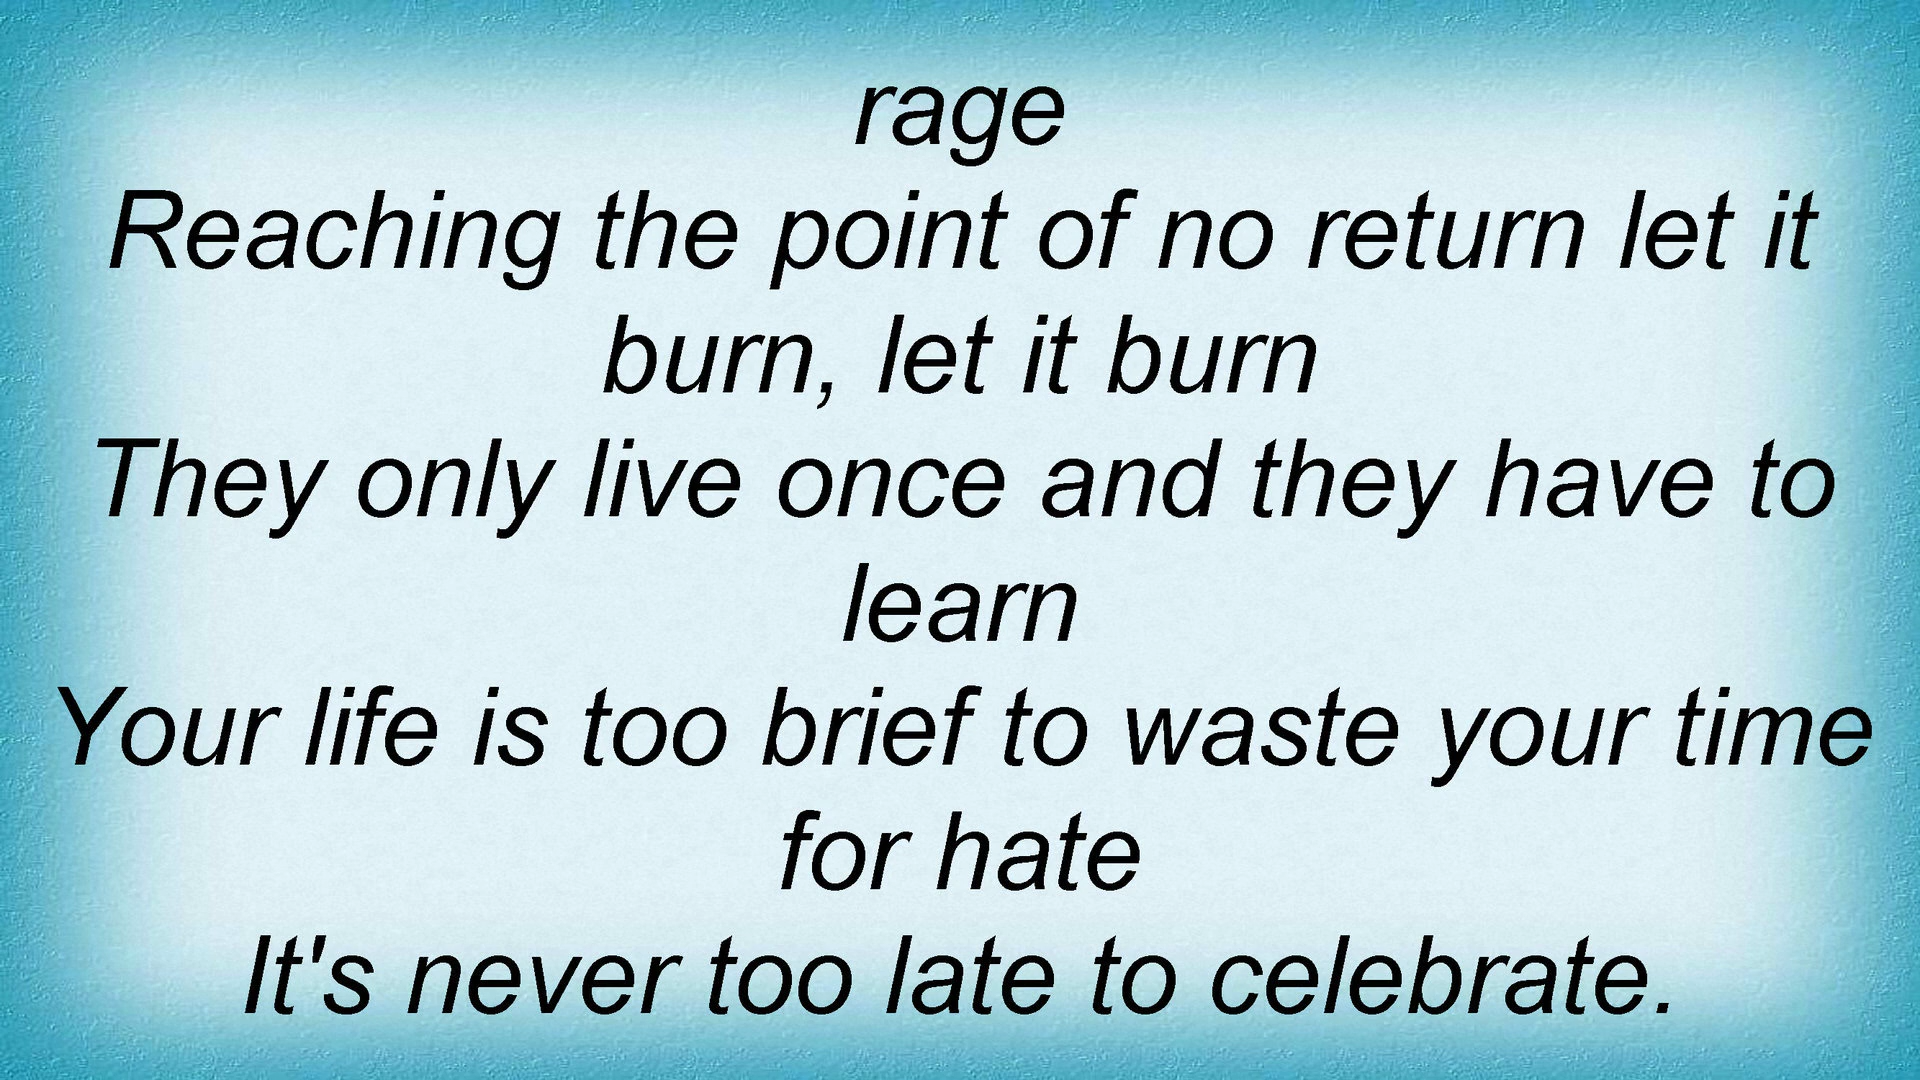 rage
Reaching the point of no return let it
burn, let it burn
They only live once and they have to
learn
Your life is too brief to waste your time
for hate
It's never too late to celebrate.